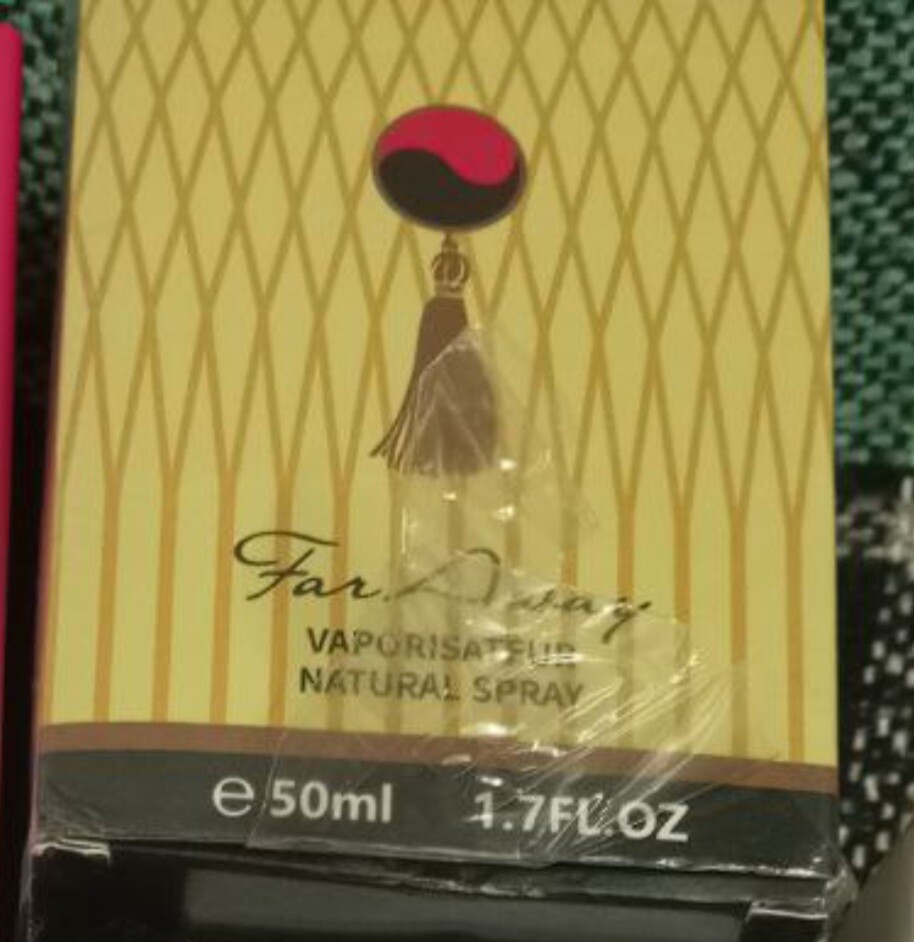 Far Away
VAPORISATEUR
NATURAL SPRAY
℮ 50ml 1.7FL.OZ